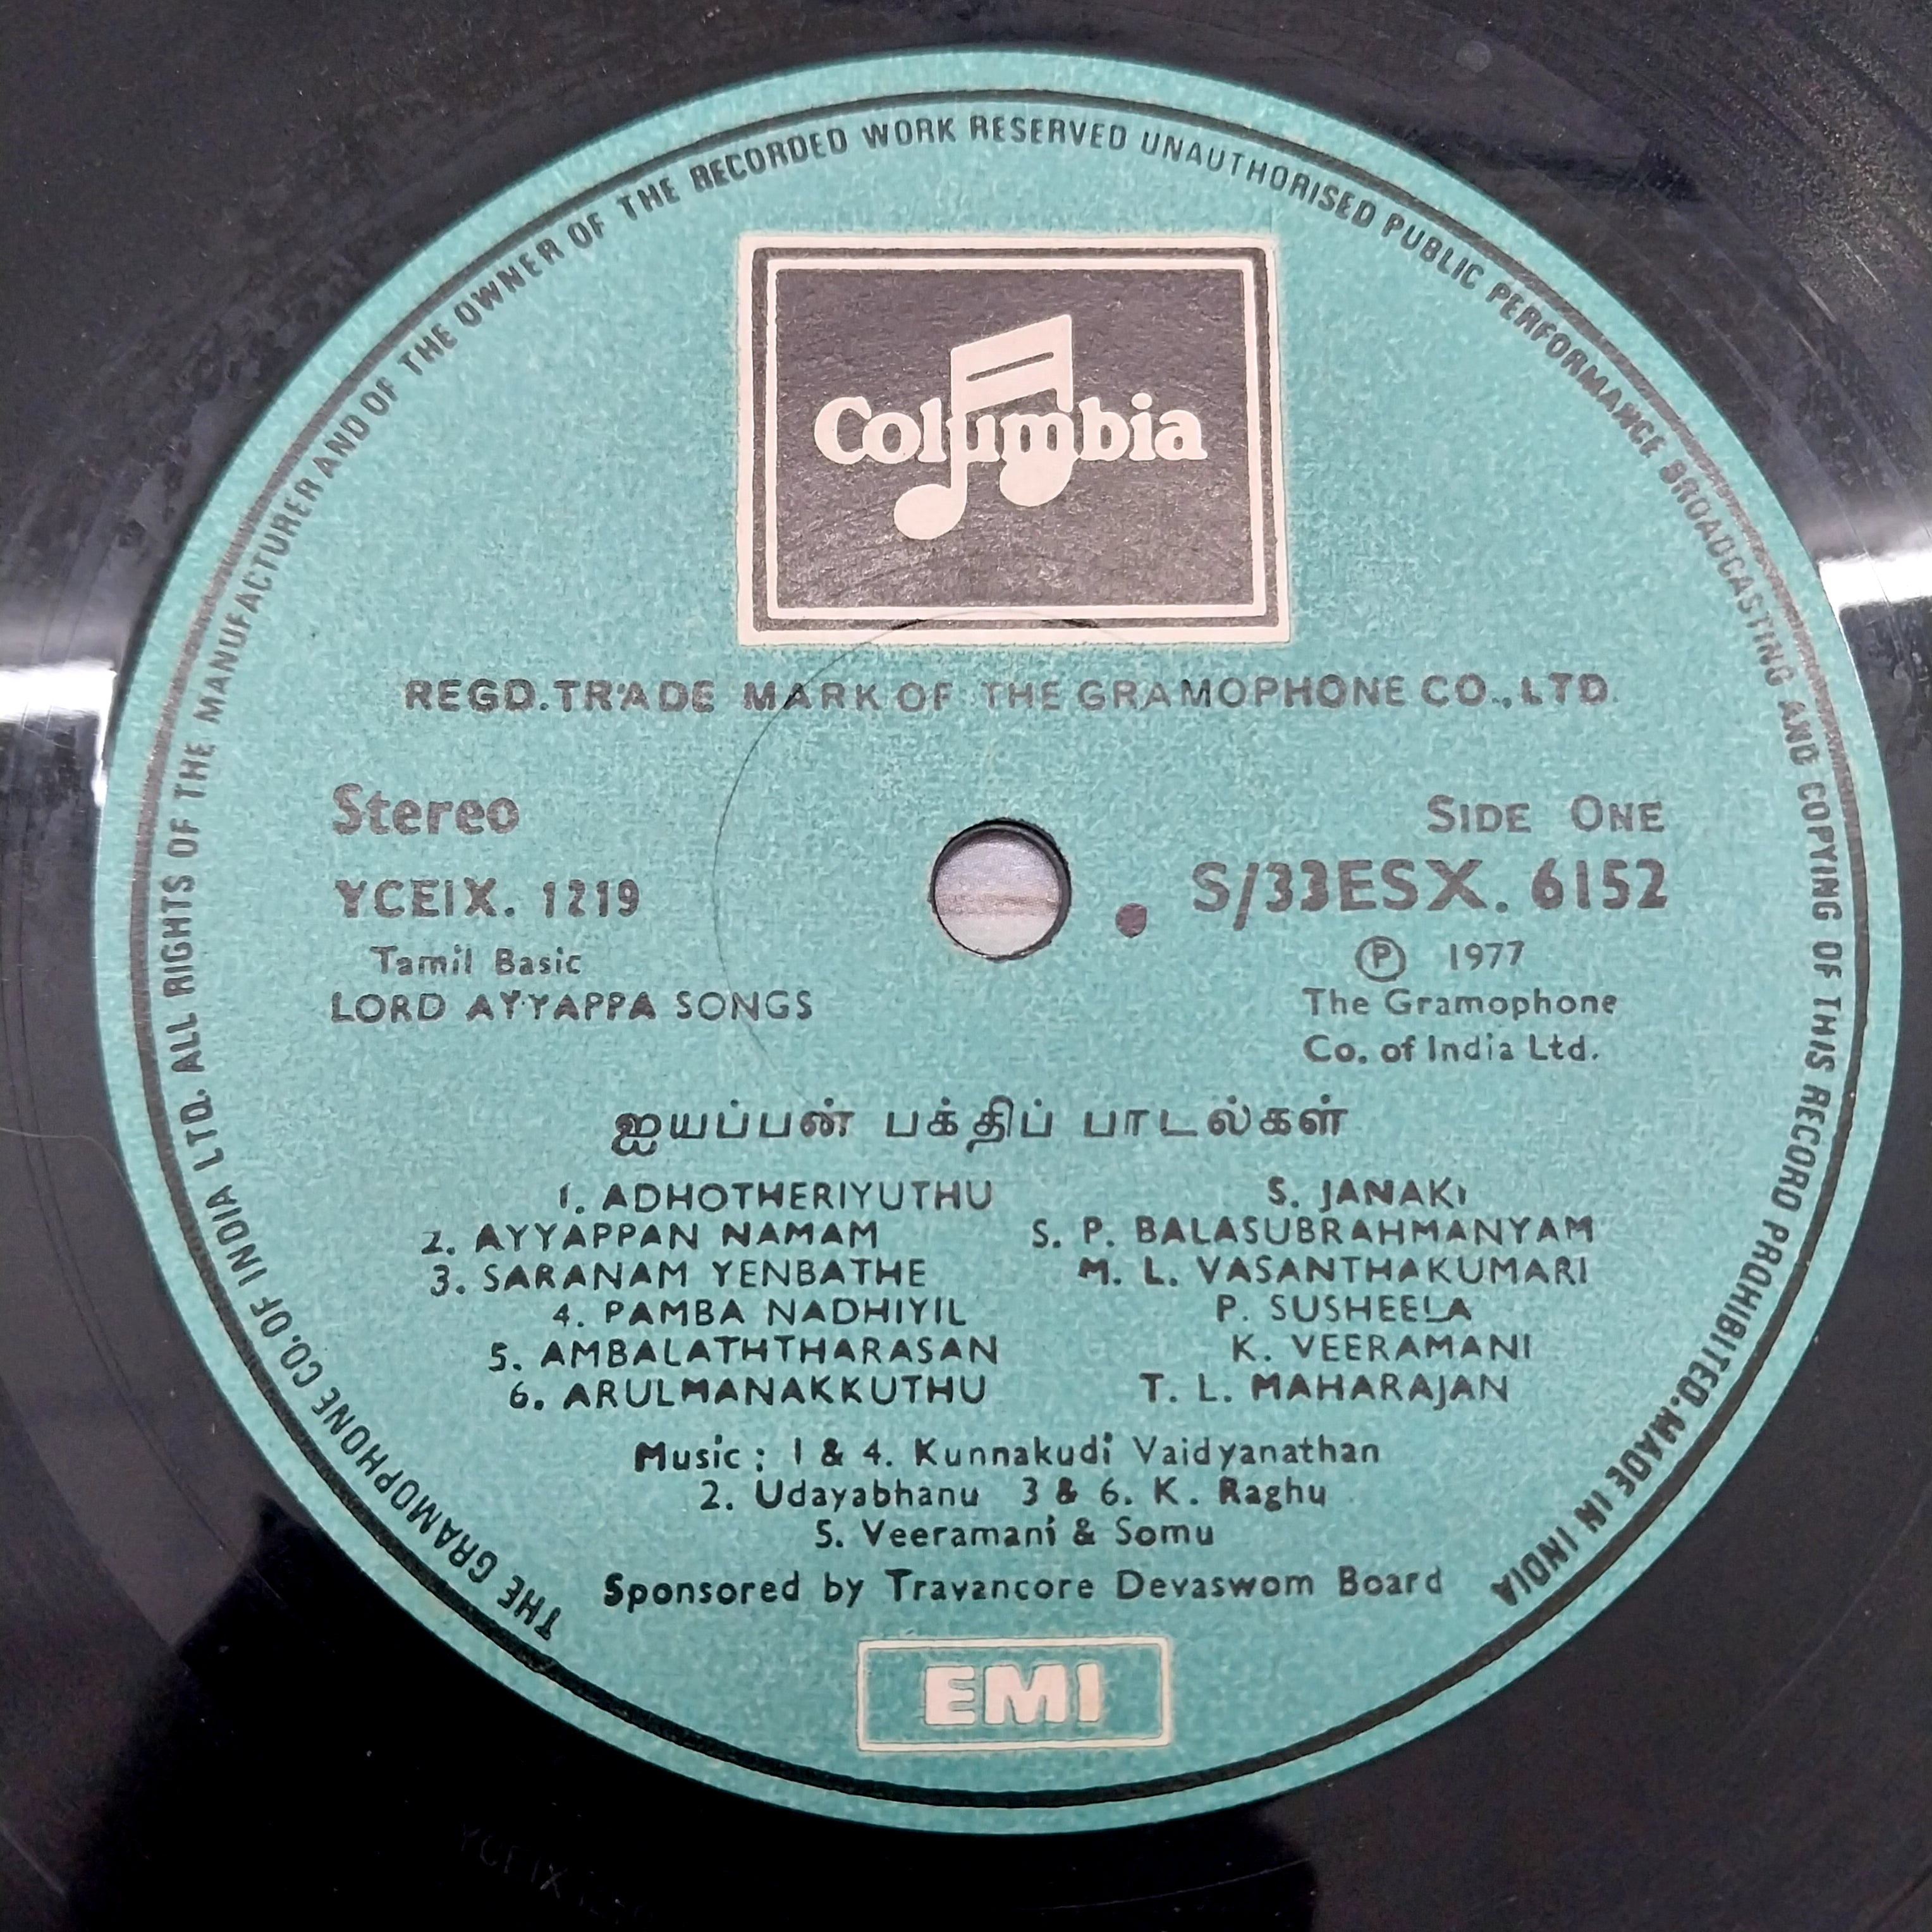 THE GRAMOPHONE CO. OF INDIA LTD. ALL RIGHTS OF THE MANUFACTURER AND OF THE OWNER OF THE RECORDED WORK RESERVED UNAUTHORISED PUBLIC PERFORMANCE BROADCASTING AND COPYING OF THIS RECORD PROHIBITED. MADE IN INDIA
Columbia
REGD. TRADE MARK OF THE GRAMOPHONE CO., LTD.
Stereo SIDE ONE
YCEIX. 1219 S/33ESX. 6152
Tamil Basic Ⓟ 1977
LORD AYYAPPA SONGS The Gramophone
Co. of India Ltd.
ஐயப்பன் பக்திப் பாடல்கள்
1. ADHOTHERIYUTHU S. JANAKI
2. AYYAPPAN NAMAM S. P. BALASUBRAHMANYAM
3. SARANAM YENBATHE M. L. VASANTHAKUMARI
4. PAMBA NADHIYIL P. SUSHEELA
5. AMBALATHTHARASAN K. VEERAMANI
6. ARULMANAKKUTHU T. L. MAHARAJAN
Music : 1 & 4. Kunnakudi Vaidyanathan
2. Udayabhanu 3 & 6. K. Raghu
5. Veeramani & Somu
Sponsored by Travancore Devaswom Board
EMI